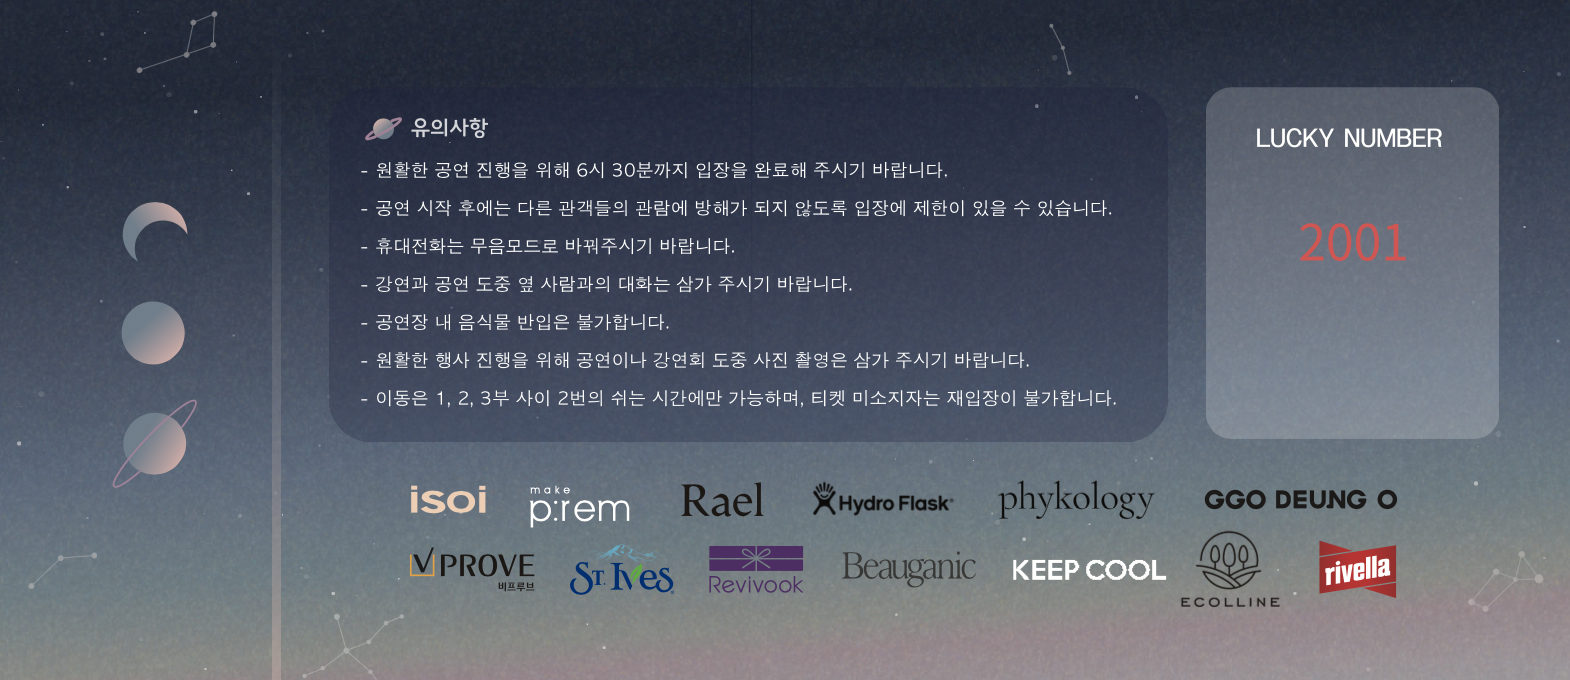 유의사항
- 원활한 공연 진행을 위해 6시 30분까지 입장을 완료해 주시기 바랍니다.
- 공연 시작 후에는 다른 관객들의 관람에 방해가 되지 않도록 입장에 제한이 있을 수 있습니다.
- 휴대전화는 무음모드로 바꿔주시기 바랍니다.
- 강연과 공연 도중 옆 사람과의 대화는 삼가 주시기 바랍니다.
- 공연장 내 음식물 반입은 불가합니다.
- 원활한 행사 진행을 위해 공연이나 강연회 도중 사진 촬영은 삼가 주시기 바랍니다.
- 이동은 1, 2, 3부 사이 2번의 쉬는 시간에만 가능하며, 티켓 미소지자는 재입장이 불가합니다.
LUCKY NUMBER
2001
isoi
make
p:rem
Rael
Hydro Flask
phykology
GGO DEUNG O
VPROVE
비프루브
St. Ives
Revivook
Beauganic
KEEP COOL
ECOLLINE
rivella